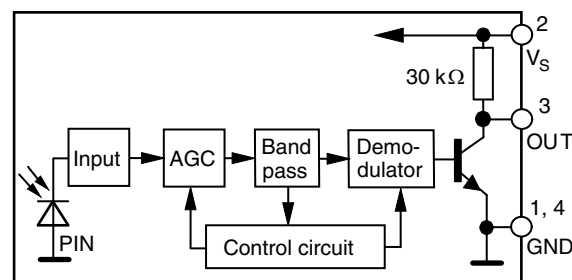 2
V_S
30 kΩ
3
OUT
Input
AGC
Band
pass
Demo-
dulator
1, 4
GND
PIN
Control circuit